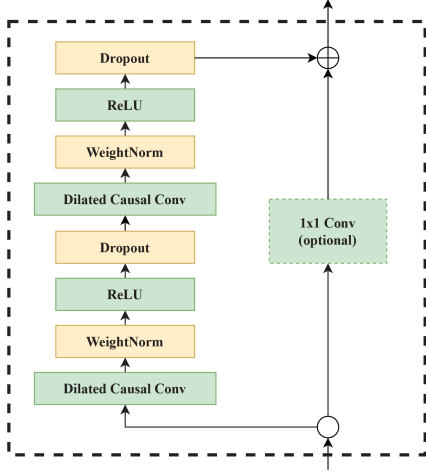 Dropout
ReLU
WeightNorm
Dilated Causal Conv
Dropout
ReLU
WeightNorm
Dilated Causal Conv
1x1 Conv
(optional)